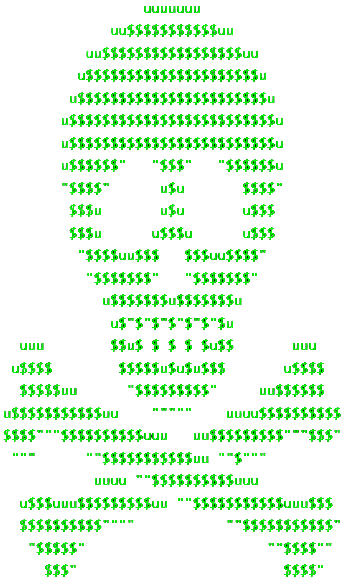 uuuuuuu
uu$$$$$$$$$$$uu
uu$$$$$$$$$$$$$$$$$uu
u$$$$$$$$$$$$$$$$$$$$$u
u$$$$$$$$$$$$$$$$$$$$$$$u
u$$$$$$$$$$$$$$$$$$$$$$$$$u
u$$$$$$$$$$$$$$$$$$$$$$$$$u
u$$$$$$"   "$$$"   "$$$$$$u
"$$$$"      u$u       $$$$"
$$$u       u$u       u$$$
$$$u      u$$$u      u$$$
"$$$$uu$$$   $$$uu$$$$"
"$$$$$$$"   "$$$$$$$"
u$$$$$$$u$$$$$$$u
u$"$"$"$"$"$"$u
uuu        $$u$ $ $ $ $u$$       uuu
u$$$$        $$$$$u$u$u$$$       u$$$$
$$$$$uu      "$$$$$$$$$"     uu$$$$$$
u$$$$$$$$$$$uu    """""    uuuu$$$$$$$$$$
$$$$"""$$$$$$$$$$uuu   uu$$$$$$$$$"""$$$"
"""      ""$$$$$$$$$$$uu ""$"""
uuuu ""$$$$$$$$$$uuu
u$$$uuu$$$$$$$$$uu ""$$$$$$$$$$$uuu$$$
$$$$$$$$$$""""           ""$$$$$$$$$$$"
"$$$$$"                      ""$$$$""
$$$"                         $$$$"